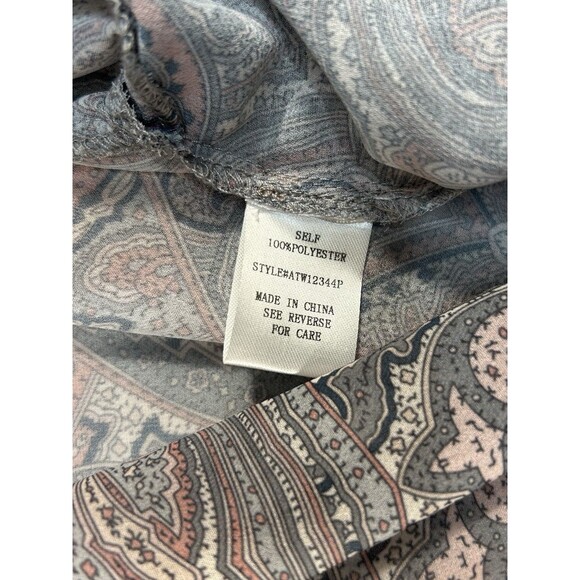 SELF
100%POLYESTER
STYLE#ATW12344P
MADE IN CHINA
SEE REVERSE
FOR CARE